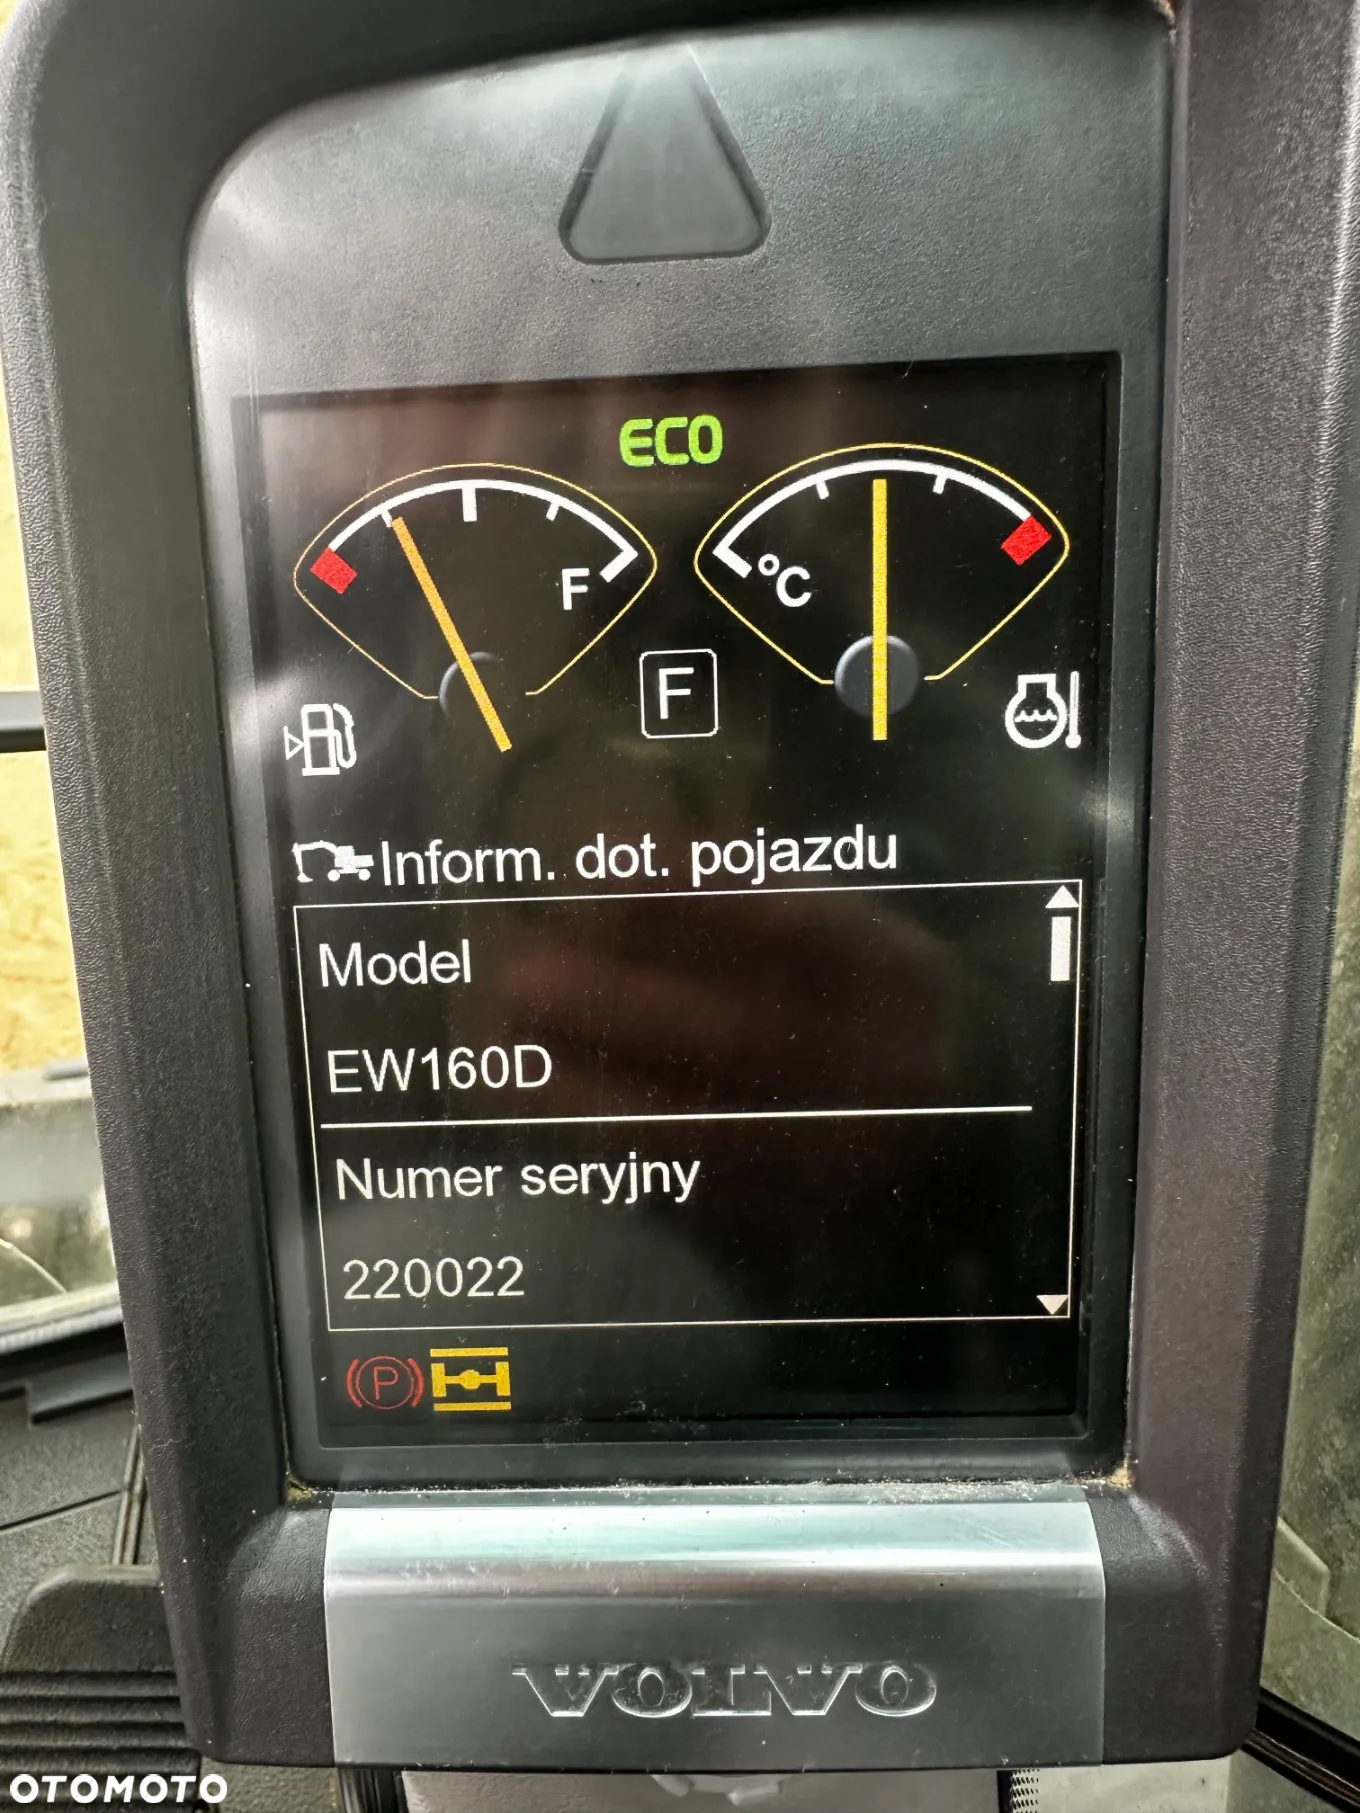 ECO
F
°C
F
Inform. dot. pojazdu
Model
EW160D
Numer seryjny
220022
P
VOLVO
OTOMOTO